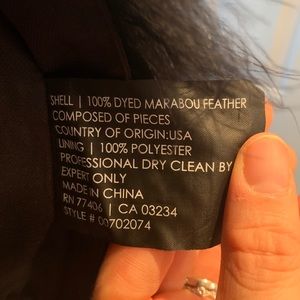 SHELL | 100% DYED MARABOU FEATHER
COMPOSED OF PIECES
COUNTRY OF ORIGIN:USA
LINING | 100% POLYESTER
PROFESSIONAL DRY CLEAN BY
EXPERT ONLY
MADE IN CHINA
RN 77406 | CA 03234
STYLE # 00702074